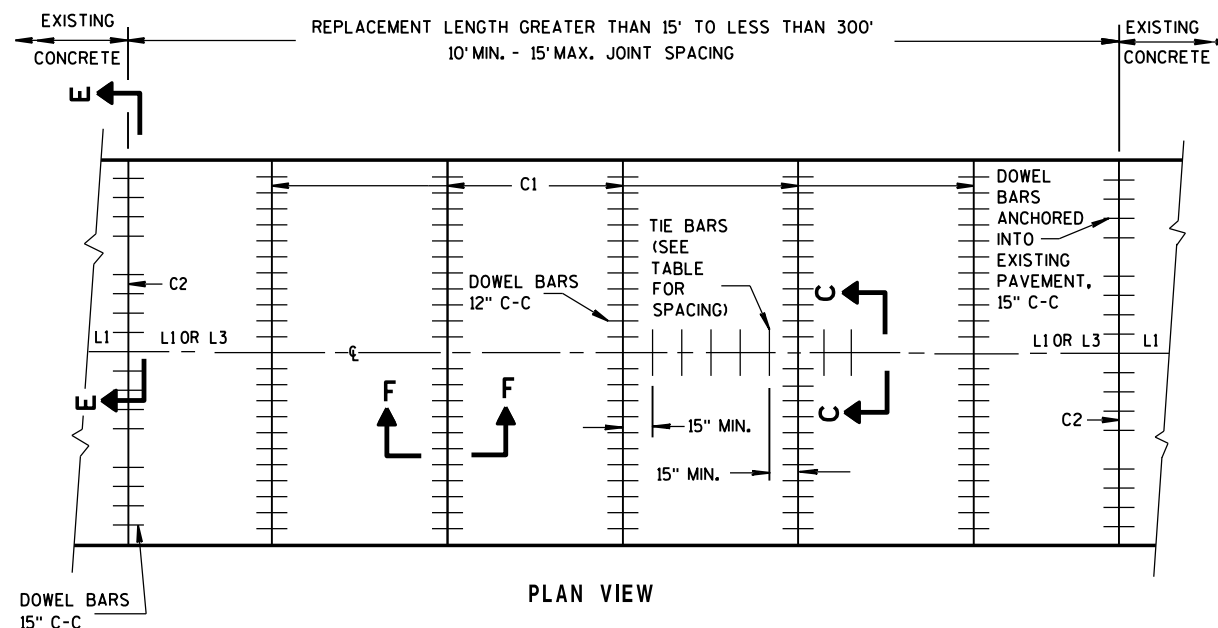 EXISTING
CONCRETE
REPLACEMENT LENGTH GREATER THAN 15' TO LESS THAN 300'
10' MIN. - 15' MAX. JOINT SPACING
EXISTING
CONCRETE
E
C1
DOWEL
BARS
ANCHORED
INTO
EXISTING
PAVEMENT,
15" C-C
TIE BARS
(SEE
TABLE
FOR
SPACING)
DOWEL BARS
12" C-C
C2
C
L1
L1 OR L3
℄
L1 OR L3
L1
E
F
F
C
15" MIN.
C2
15" MIN.
PLAN VIEW
DOWEL BARS
15" C-C